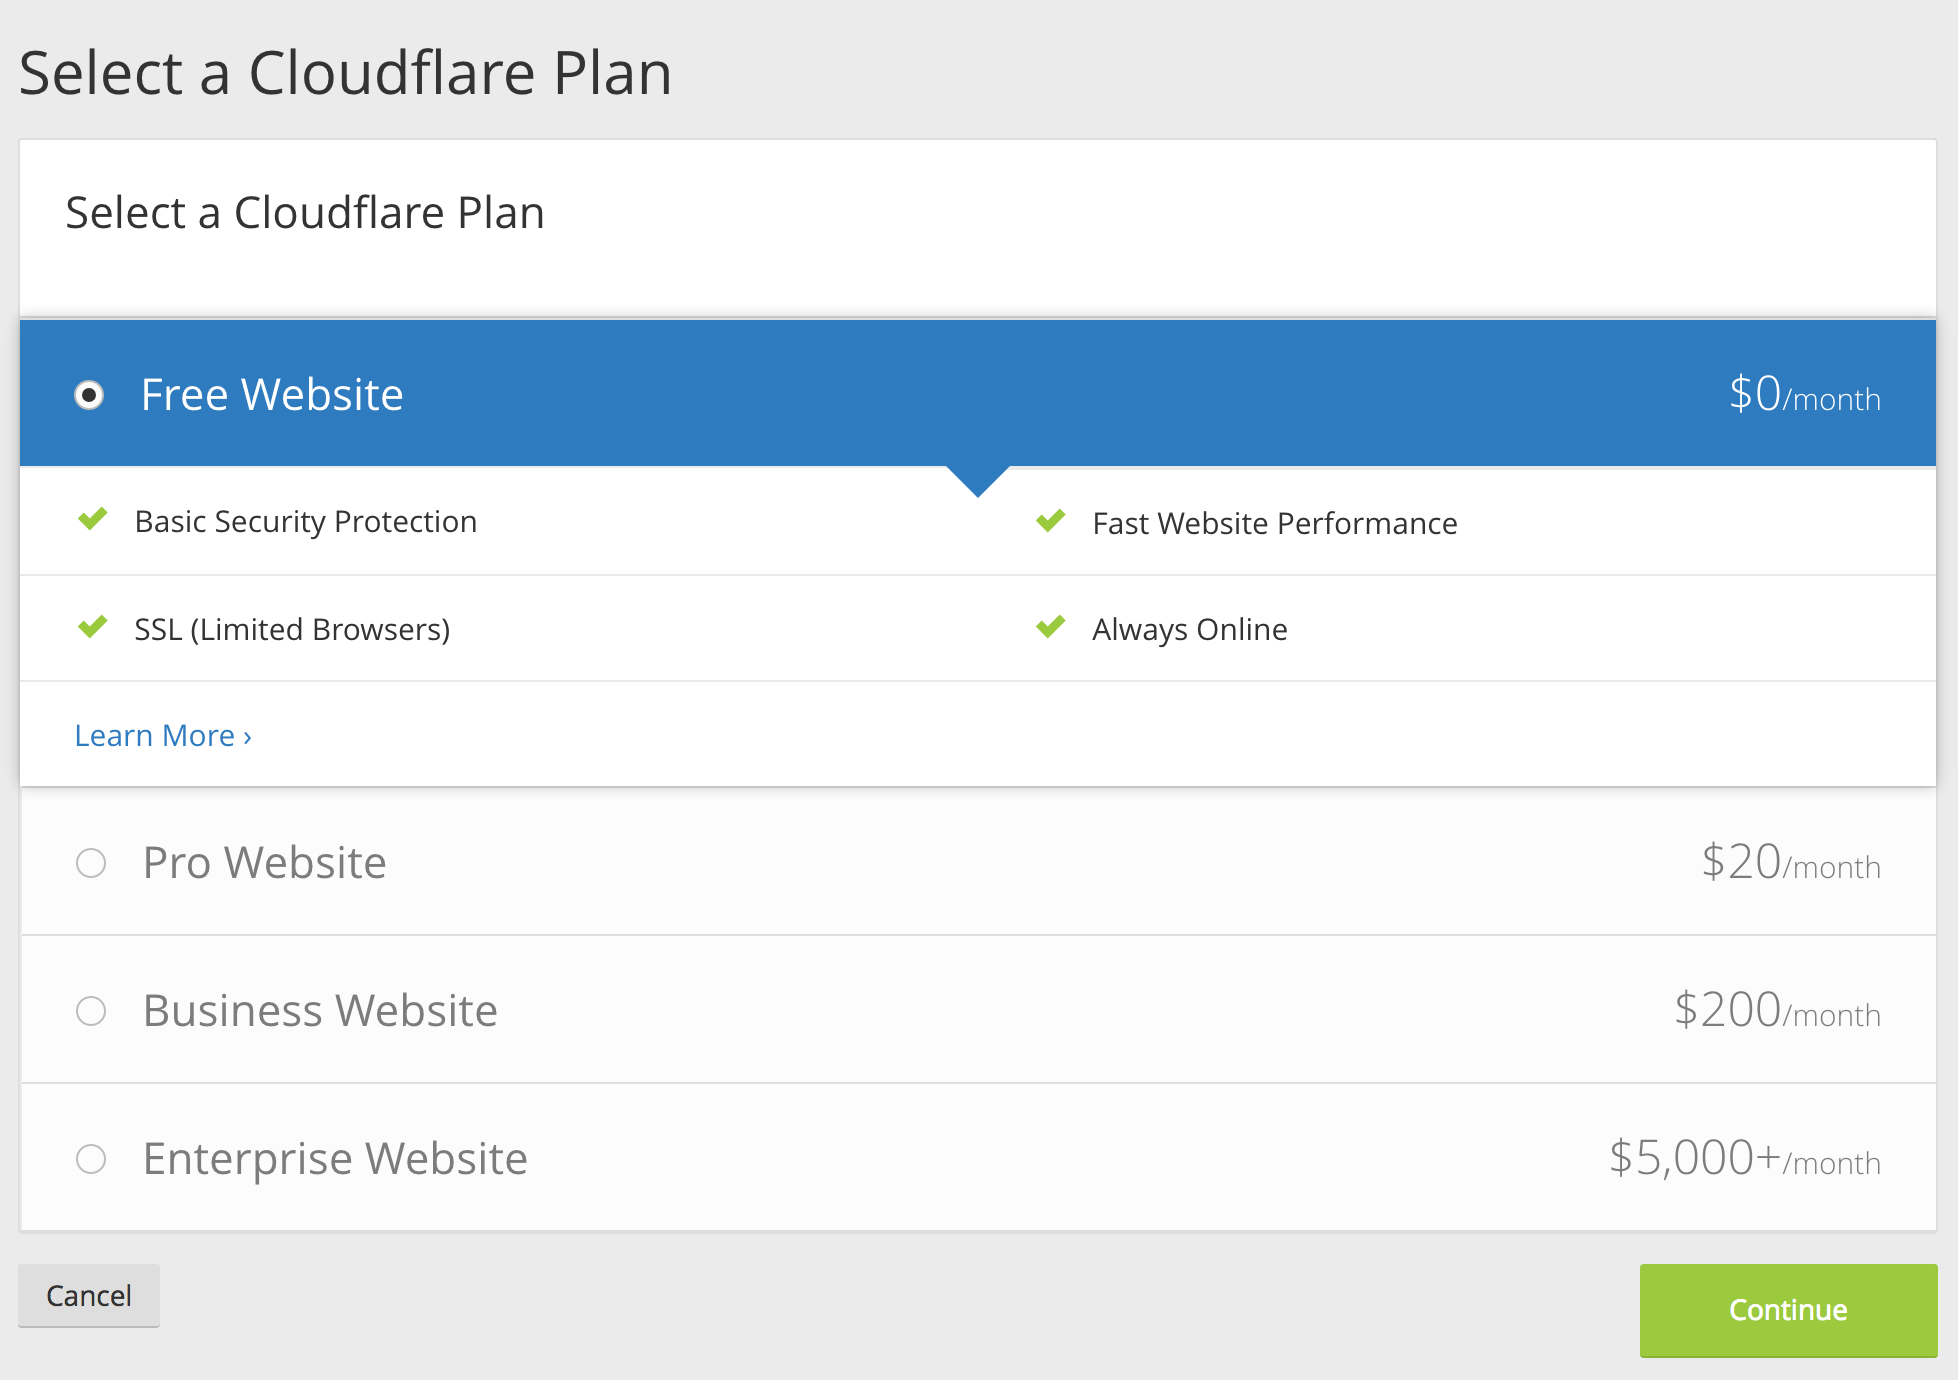 Select a Cloudflare Plan
Select a Cloudflare Plan
Free Website $0/month
Basic Security Protection Fast Website Performance
SSL (Limited Browsers) Always Online
Learn More ›
Pro Website $20/month
Business Website $200/month
Enterprise Website $5,000+/month
Cancel Continue